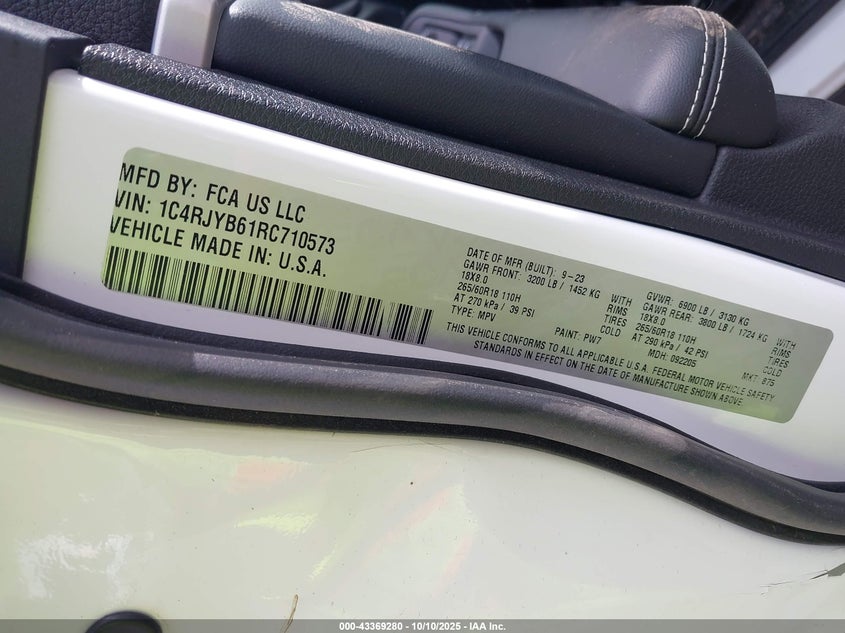 MFD BY: FCA US LLC
VIN: 1C4RJYB61RC710573
VEHICLE MADE IN: U.S.A.
DATE OF MFR (BUILT): 9-23
GAWR FRONT: 3200 LB / 1452 KG WITH
18X8.0 RIMS
265/60R18 110H TIRES
AT 270 kPa / 39 PSI COLD
TYPE: MPV PAINT: PW7
GVWR: 6900 LB / 3130 KG
GAWR REAR: 3800 LB / 1724 KG WITH
18X8.0 RIMS
265/60R18 110H TIRES
AT 290 kPa / 42 PSI COLD
MDH: 092205 MKT: 875
THIS VEHICLE CONFORMS TO ALL APPLICABLE U.S.A. FEDERAL MOTOR VEHICLE SAFETY
STANDARDS IN EFFECT ON THE DATE OF MANUFACTURE SHOWN ABOVE
000-43369280 - 10/10/2025 - IAA Inc.